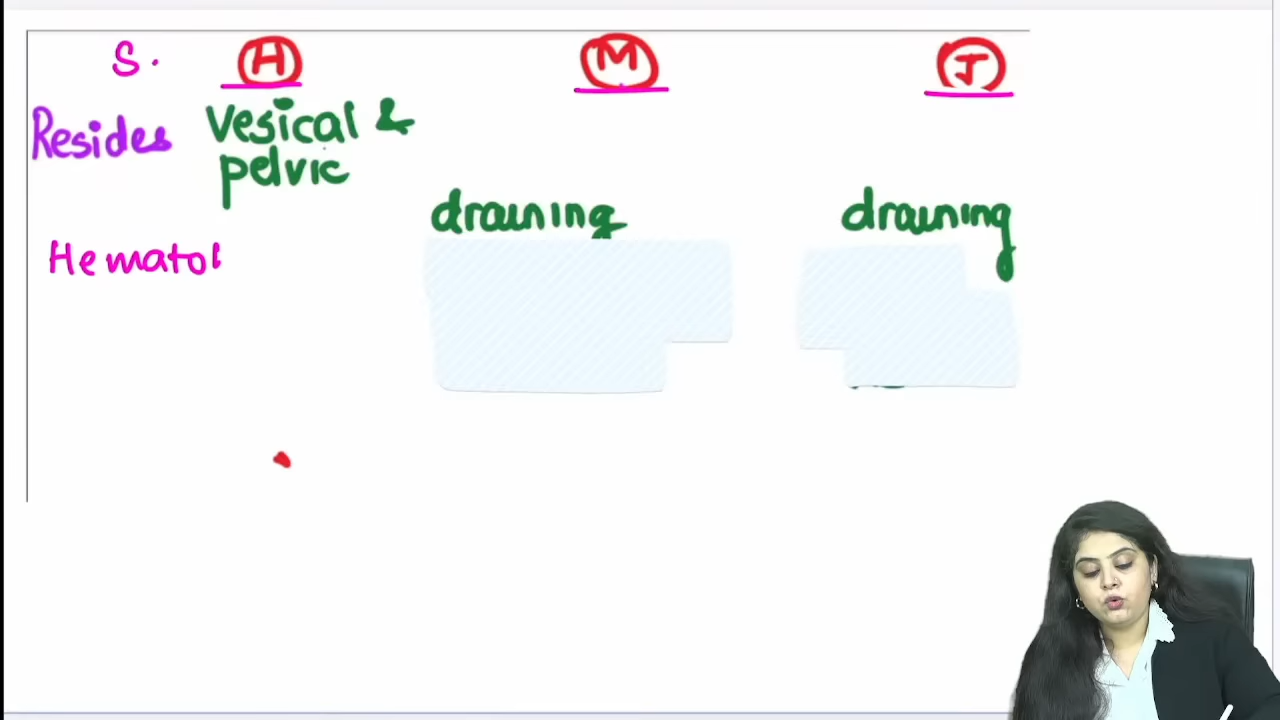 S. H M J
Resides Vesical &
pelvic
draining draining
Hematol